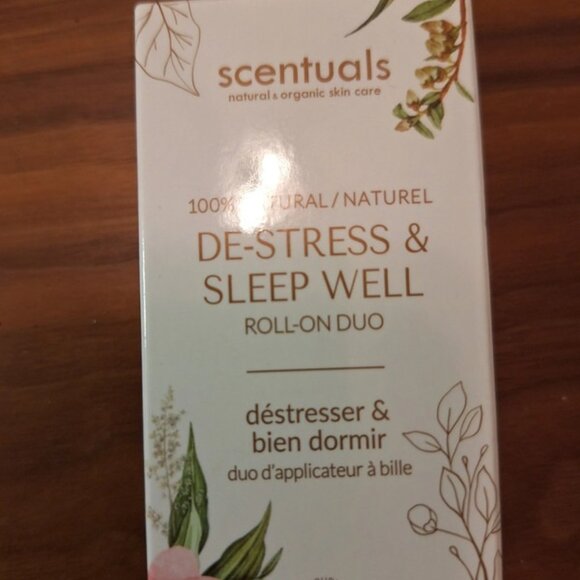 scentuals
natural & organic skin care
100% NATURAL / NATUREL
DE-STRESS &
SLEEP WELL
ROLL-ON DUO
déstresser &
bien dormir
duo d'applicateur à bille